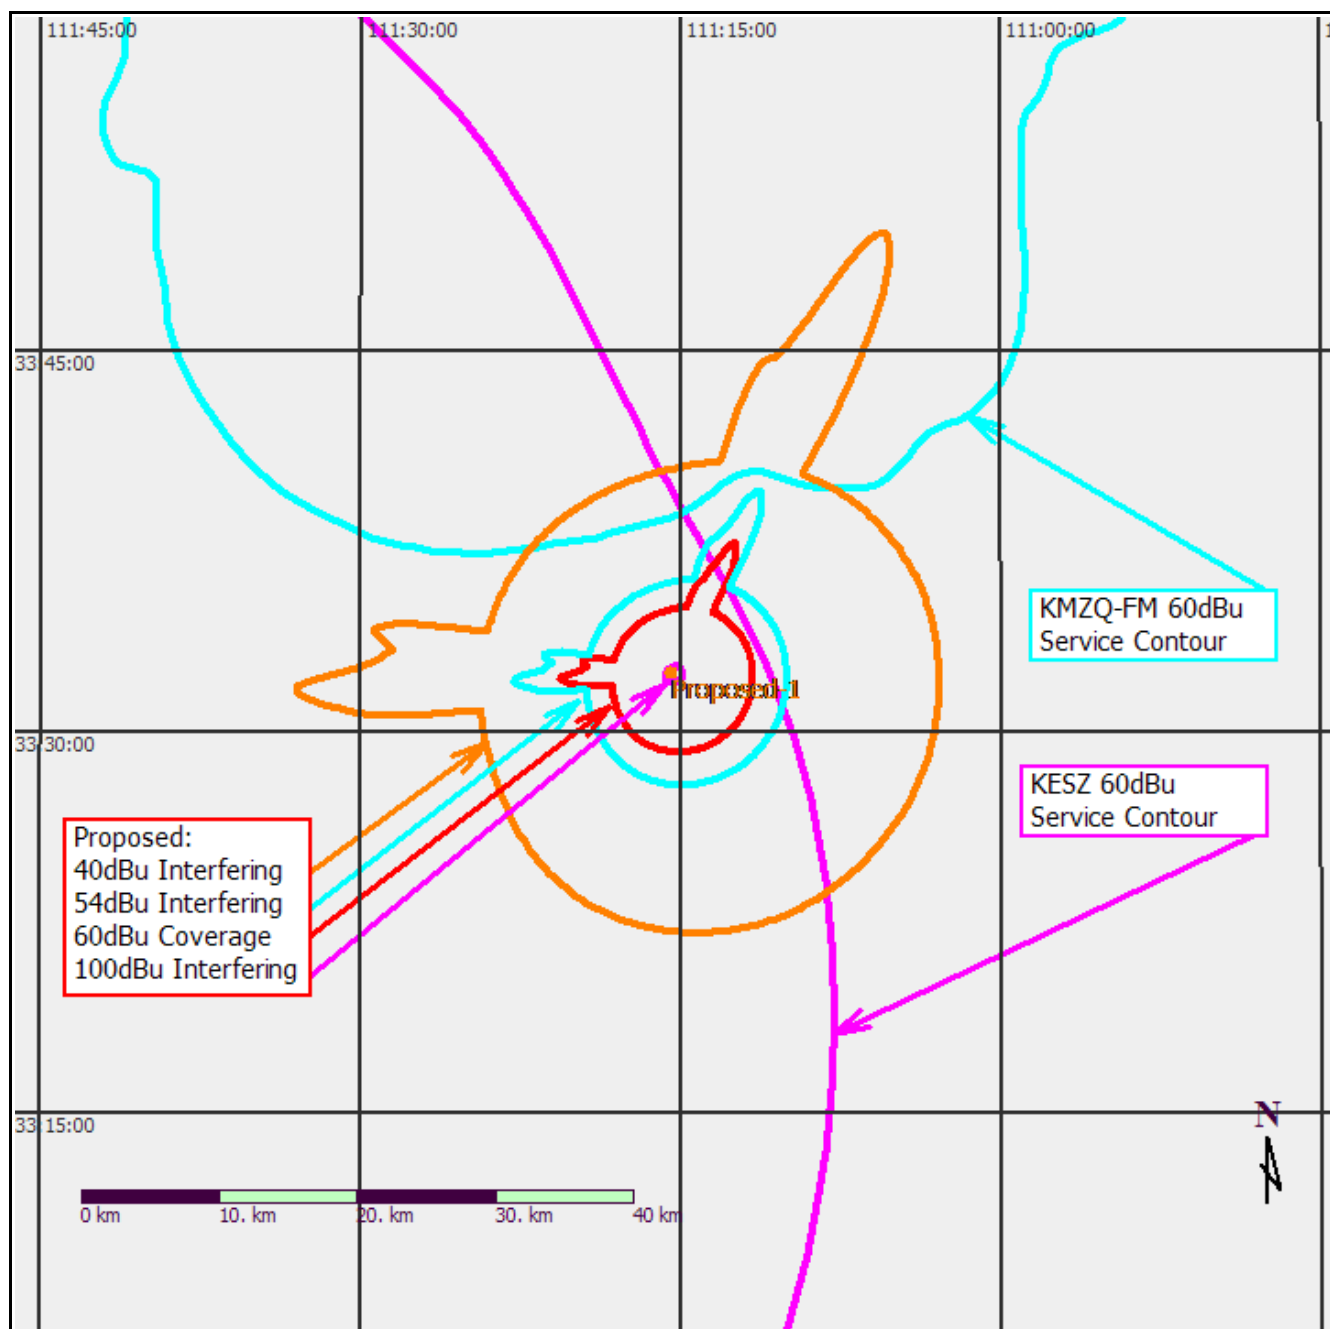 111:45:00
111:30:00
111:15:00
111:00:00
33:45:00
KMZQ-FM 60dBu
Service Contour
Proposed-1
33:30:00
KESZ 60dBu
Service Contour
Proposed:
40dBu Interfering
54dBu Interfering
60dBu Coverage
100dBu Interfering
33:15:00
N
0 km 10. km 20. km 30. km 40 km